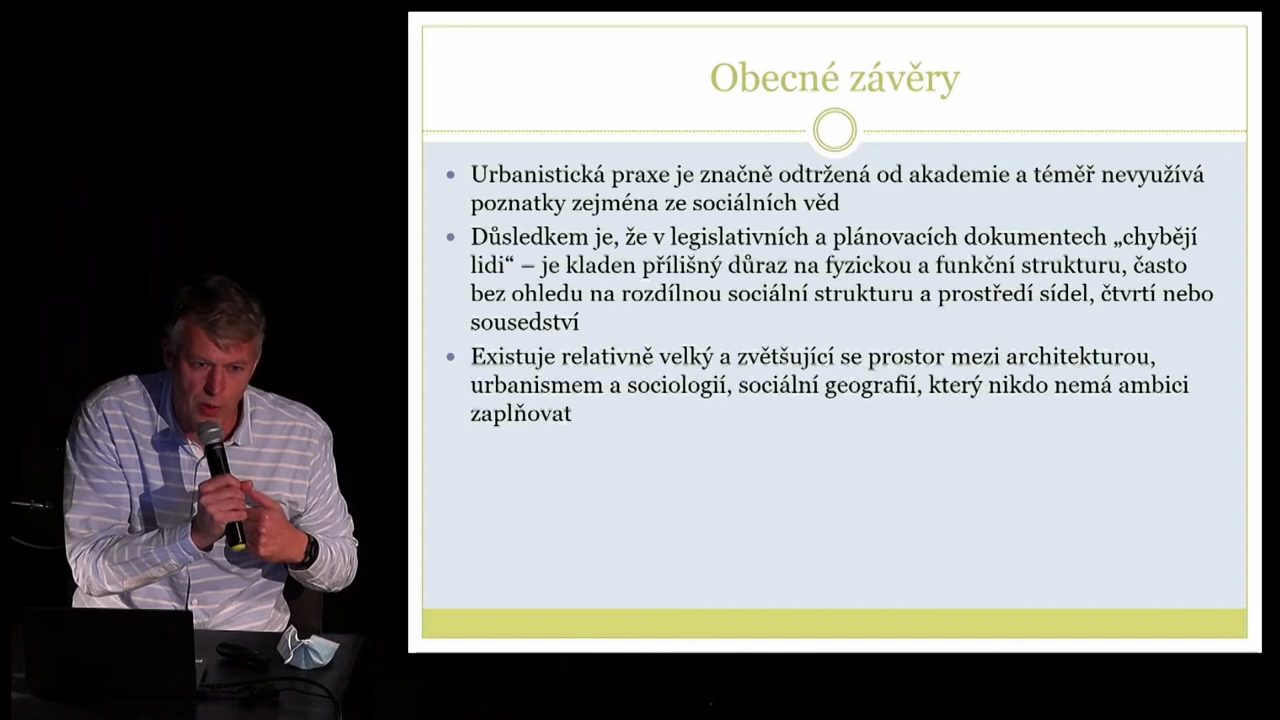 Obecné závěry
Urbanistická praxe je značně odtržená od akademie a téměř nevyužívá
poznatky zejména ze sociálních věd
Důsledkem je, že v legislativních a plánovacích dokumentech „chybějí
lidi“ – je kladen přílišný důraz na fyzickou a funkční strukturu, často
bez ohledu na rozdílnou sociální strukturu a prostředí sídel, čtvrtí nebo
sousedství
Existuje relativně velký a zvětšující se prostor mezi architekturou,
urbanismem a sociologií, sociální geografií, který nikdo nemá ambici
zaplňovat